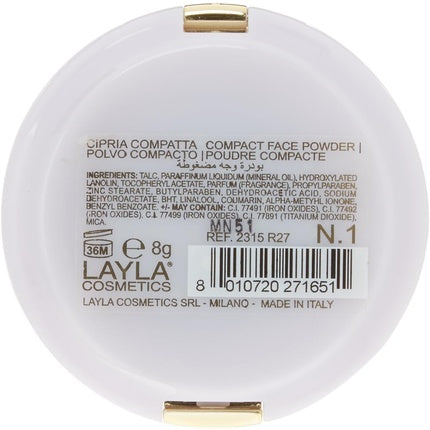 CIPRIA COMPATTA COMPACT FACE POWDER |
POLVO COMPACTO | POUDRE COMPACTE
بودرة وجه مضغوطة
INGREDIENTS: TALC, PARAFFINUM LIQUIDUM (MINERAL OIL), HYDROXYLATED
LANOLIN, TOCOPHERYL ACETATE, PARFUM (FRAGRANCE), PROPYLPARABEN,
ZINC STEARATE, BUTYLPARABEN, DEHYDROACETIC ACID, SODIUM
DEHYDROACETATE, BHT, LINALOOL, COUMARIN, ALPHA-METHYL IONONE,
BENZYL BENZOATE. +/- MAY CONTAIN: C.I. 77491 (IRON OXIDES), C.I. 77492
(IRON OXIDES), C.I. 77499 (IRON OXIDES), C.I. 77891 (TITANIUM DIOXIDE),
MICA.
MN51
REF. 2315 R27 N.1
36M e 8g
LAYLA®
COSMETICS
8 010720 271651
LAYLA COSMETICS SRL - MILANO - MADE IN ITALY